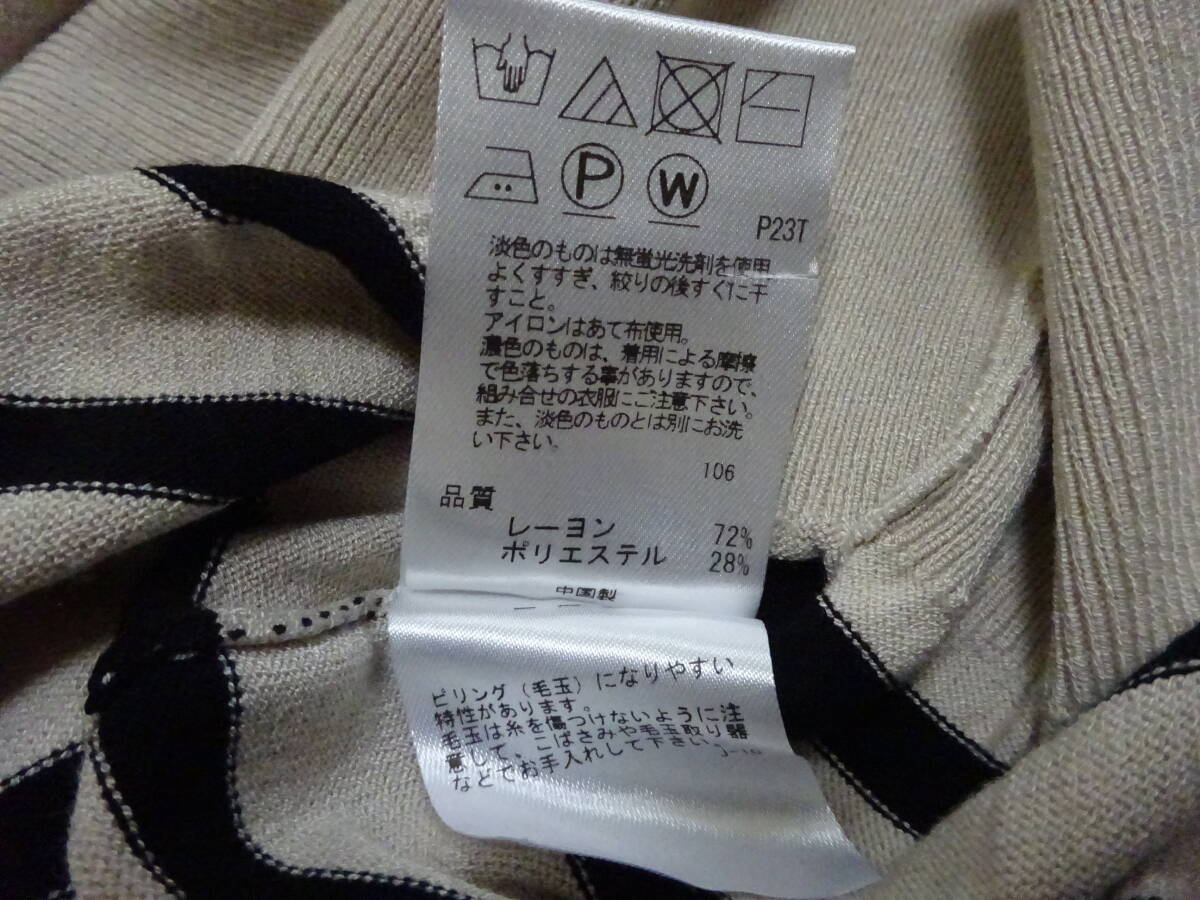 P
W
P23T
淡色のものは無蛍光洗剤を使用
よくすすぎ、絞りの後すぐに干
すこと。
アイロンはあて布使用。
濃色のものは、着用による摩擦
で色落ちする事がありますので、
組み合せの衣服にご注意下さい。
また、淡色のものとは別にお洗
い下さい。
106
品質
レーヨン 72%
ポリエステル 28%
中国製
ピリング（毛玉）になりやすい
特性があります。
毛玉は糸を傷つけないように注
意して、こばさみや毛玉取り器
などでお手入れして下さい。